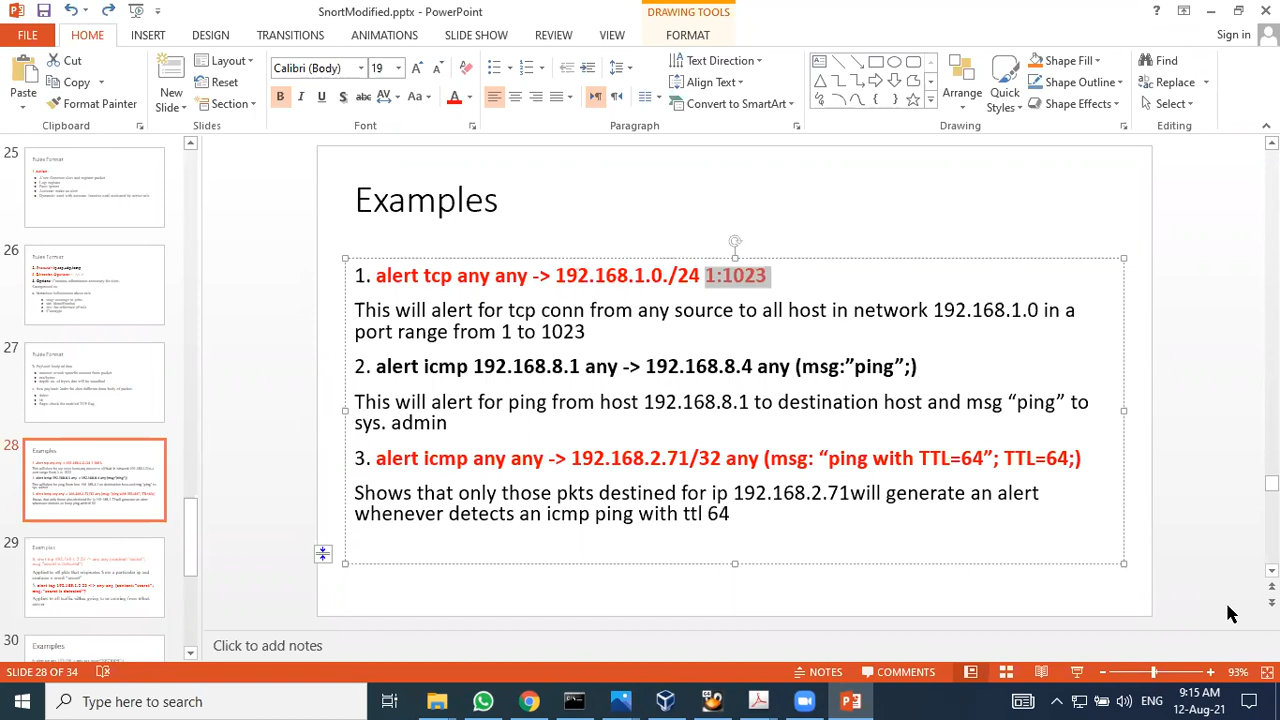 SnortModified.pptx - PowerPoint
DRAWING TOOLS
FILE
HOME
INSERT
DESIGN
TRANSITIONS
ANIMATIONS
SLIDE SHOW
REVIEW
VIEW
FORMAT
Sign in
Paste
Cut
Copy
Format Painter
Clipboard
New
Slide
Layout
Reset
Section
Slides
Calibri (Body)
19
Font
Text Direction
Align Text
Convert to SmartArt
Paragraph
Arrange
Quick
Styles
Shape Fill
Shape Outline
Shape Effects
Drawing
Find
Replace
Select
Editing
25
Rules Format
26
Rules Format
27
Rules Format
28
Examples
29
Examples
30
Examples
Examples
1. alert tcp any any -> 192.168.1.0./24 1:1023
This will alert for tcp conn from any source to all host in network 192.168.1.0 in a
port range from 1 to 1023
2. alert icmp 192.168.8.1 any -> 192.168.8.4 any (msg:”ping”;)
This will alert for ping from host 192.168.8.1 to destination host and msg “ping” to
sys. admin
3. alert icmp any any -> 192.168.2.71/32 any (msg: “ping with TTL=64”; TTL=64;)
Shows that only those pkts destined for ip 192.168.2.71will generate an alert
whenever detects an icmp ping with ttl 64
Click to add notes
SLIDE 28 OF 34
NOTES
COMMENTS
93%
Type here to search
ENG
9:15 AM
12-Aug-21